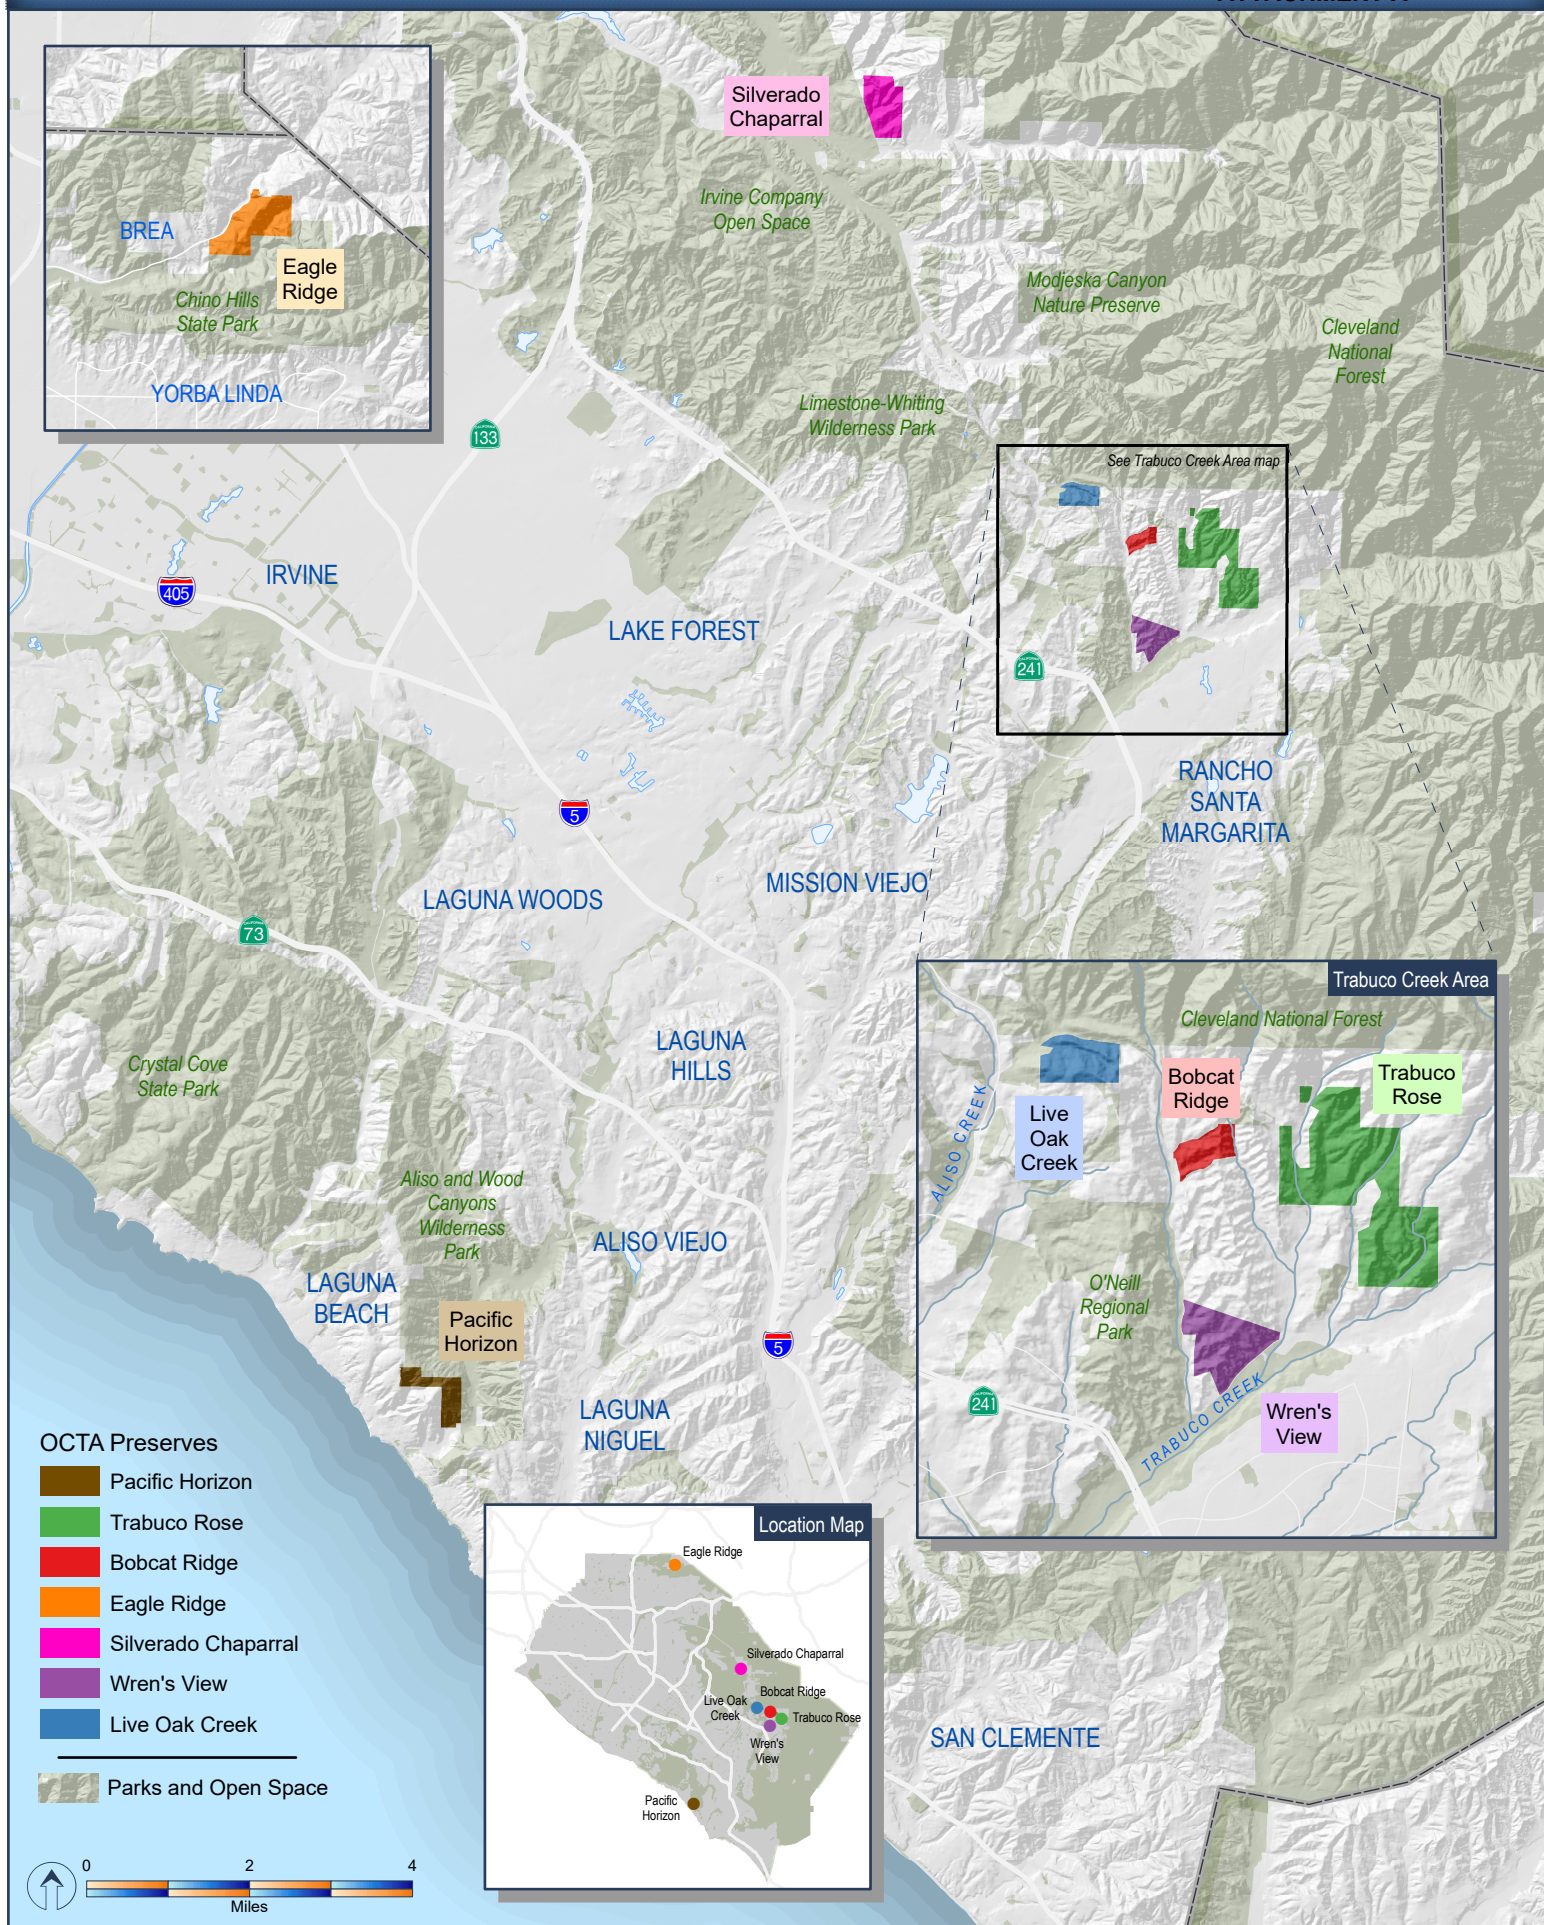 Silverado
Chaparral
Irvine Company
Open Space
BREA
Eagle
Ridge
Chino Hills
State Park
YORBA LINDA
Modjeska Canyon
Nature Preserve
Cleveland
National
Forest
Limestone-Whiting
Wilderness Park
CALIFORNIA
133
See Trabuco Creek Area map
405
IRVINE
LAKE FOREST
CALIFORNIA
241
RANCHO
SANTA
MARGARITA
5
MISSION VIEJO
LAGUNA WOODS
CALIFORNIA
73
LAGUNA
HILLS
Crystal Cove
State Park
Aliso and Wood
Canyons
Wilderness
Park
ALISO VIEJO
LAGUNA
BEACH
Pacific
Horizon
5
LAGUNA
NIGUEL
Trabuco Creek Area
Cleveland National Forest
Bobcat
Ridge
Trabuco
Rose
Live
Oak
Creek
ALISO CREEK
O'Neill
Regional
Park
CALIFORNIA
241
TRABUCO CREEK
Wren's
View
OCTA Preserves
Pacific Horizon
Trabuco Rose
Bobcat Ridge
Eagle Ridge
Silverado Chaparral
Wren's View
Live Oak Creek
Parks and Open Space
0 2 4
Miles
Location Map
Eagle Ridge
Silverado Chaparral
Bobcat Ridge
Live Oak
Creek
Trabuco Rose
Wren's
View
Pacific
Horizon
SAN CLEMENTE